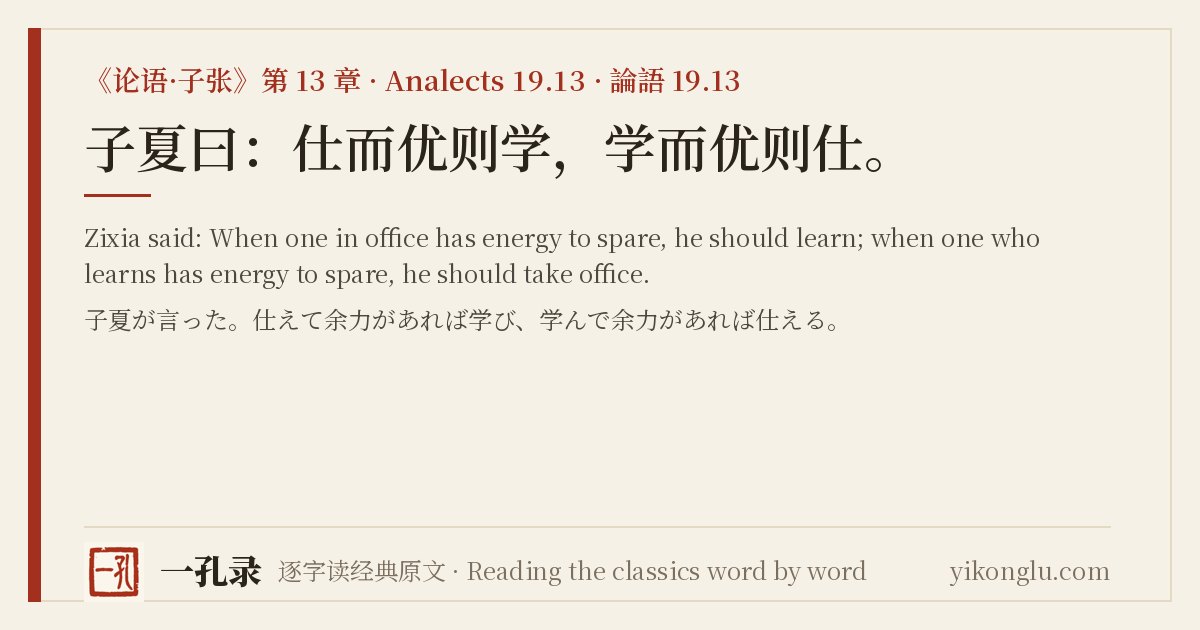 《论语·子张》第 13 章 · Analects 19.13 · 論語 19.13
子夏曰：仕而优则学，学而优则仕。
Zixia said: When one in office has energy to spare, he should learn; when one who
learns has energy to spare, he should take office.
子夏が言った。仕えて余力があれば学び、学んで余力があれば仕える。
一孔
一孔录 逐字读经典原文 · Reading the classics word by word yikonglu.com